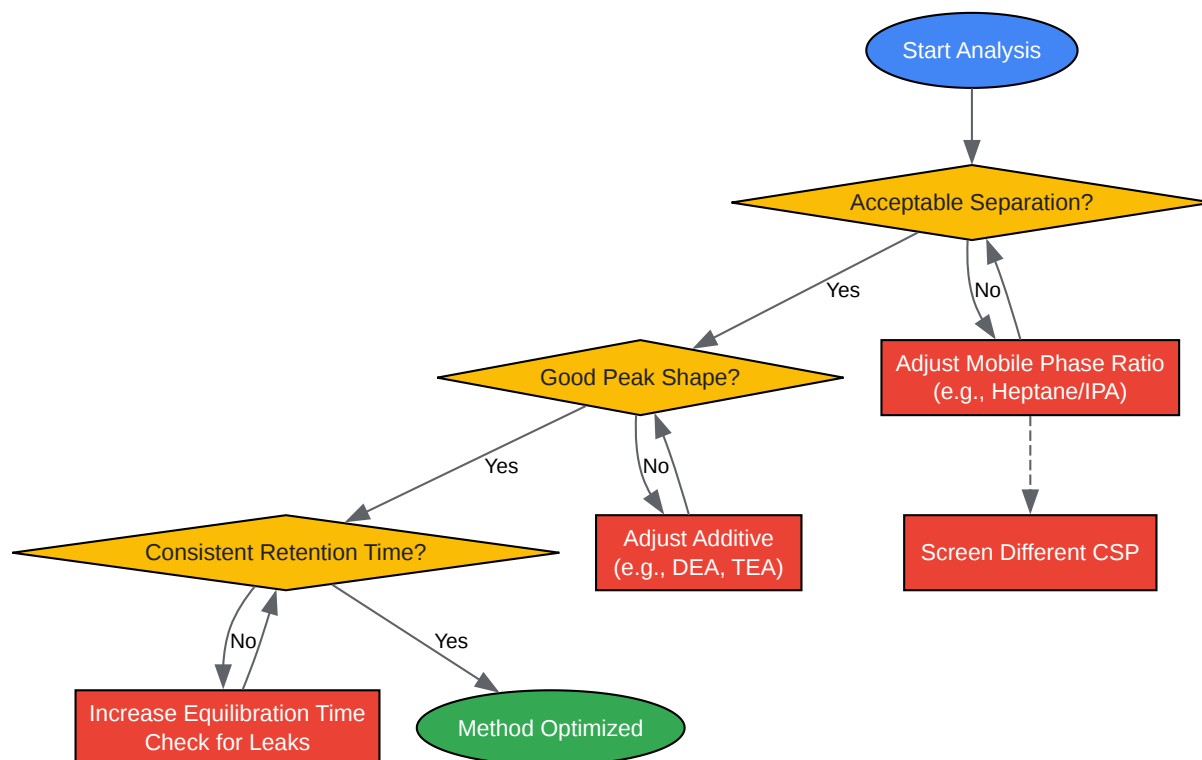 Start Analysis
Acceptable Separation?
Yes
No
Good Peak Shape?
Adjust Mobile Phase Ratio
(e.g., Heptane/IPA)
Yes
No
Consistent Retention Time?
Adjust Additive
(e.g., DEA, TEA)
Screen Different CSP
No
Yes
Increase Equilibration Time
Check for Leaks
Method Optimized